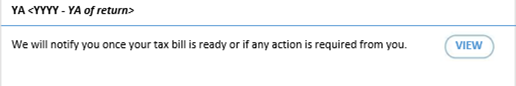 YA <YYYY - YA of return>
We will notify you once your tax bill is ready or if any action is required from you.
VIEW